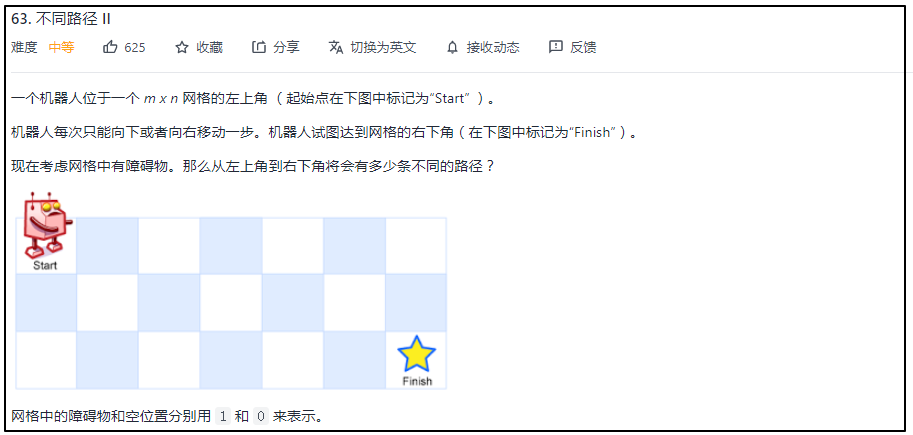 63. 不同路径 II
难度 中等 625 收藏 分享 切换为英文 接收动态 反馈
一个机器人位于一个 m x n 网格的左上角 （起始点在下图中标记为“Start” ）。
机器人每次只能向下或者向右移动一步。机器人试图达到网格的右下角（在下图中标记为“Finish”）。
现在考虑网格中有障碍物。那么从左上角到右下角将会有多少条不同的路径？
Start
Finish
网格中的障碍物和空位置分别用 1 和 0 来表示。